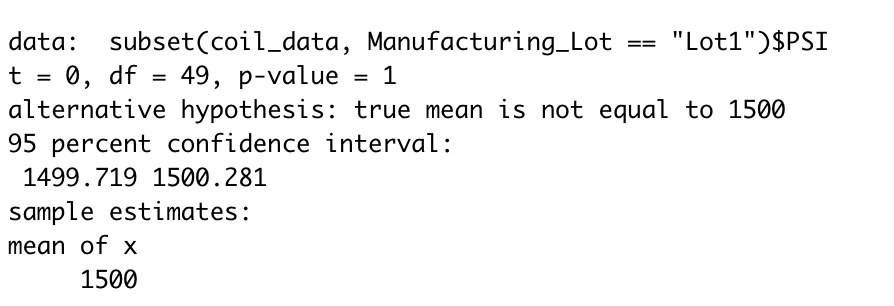 data:  subset(coil_data, Manufacturing_Lot == "Lot1")$PSI
t = 0, df = 49, p-value = 1
alternative hypothesis: true mean is not equal to 1500
95 percent confidence interval:
 1499.719 1500.281
sample estimates:
mean of x
     1500